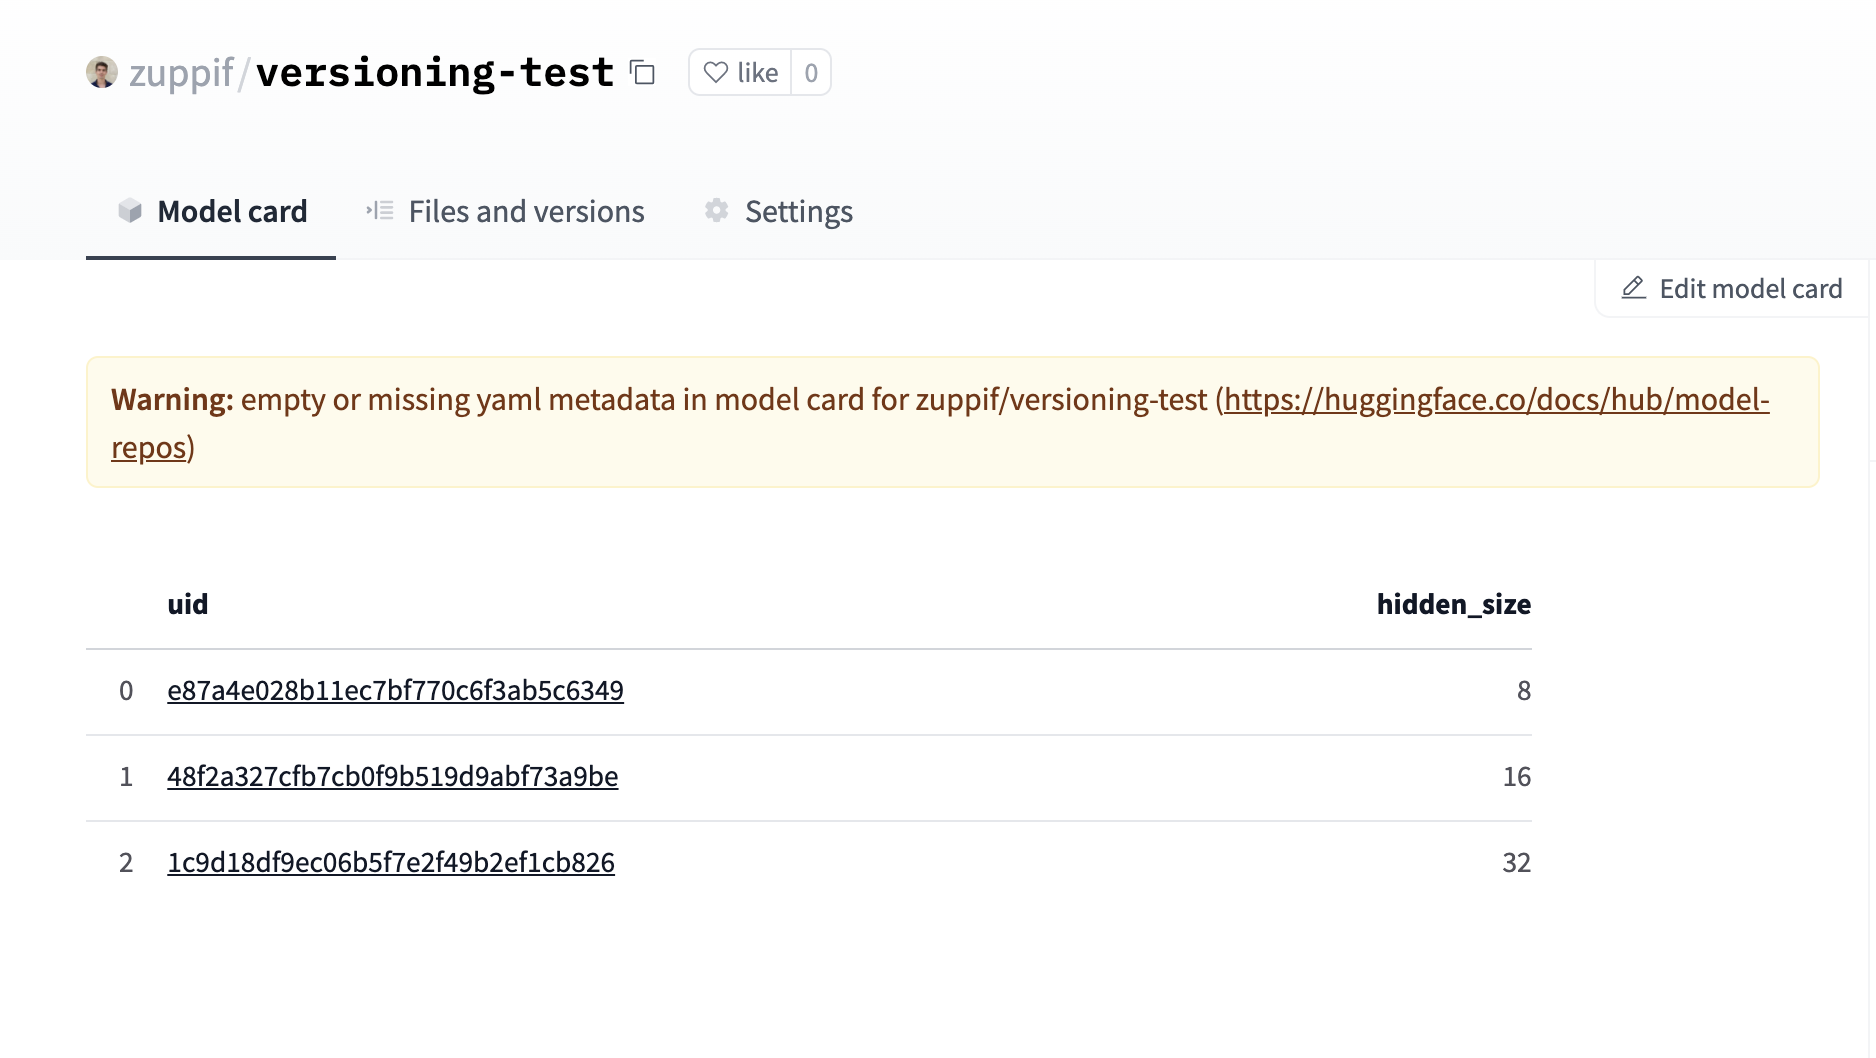 zuppif/versioning-test like 0
Model card Files and versions Settings
Edit model card
Warning: empty or missing yaml metadata in model card for zuppif/versioning-test (https://huggingface.co/docs/hub/model-
repos)
uid hidden_size
0 e87a4e028b11ec7bf770c6f3ab5c6349 8
1 48f2a327cfb7cb0f9b519d9abf73a9be 16
2 1c9d18df9ec06b5f7e2f49b2ef1cb826 32